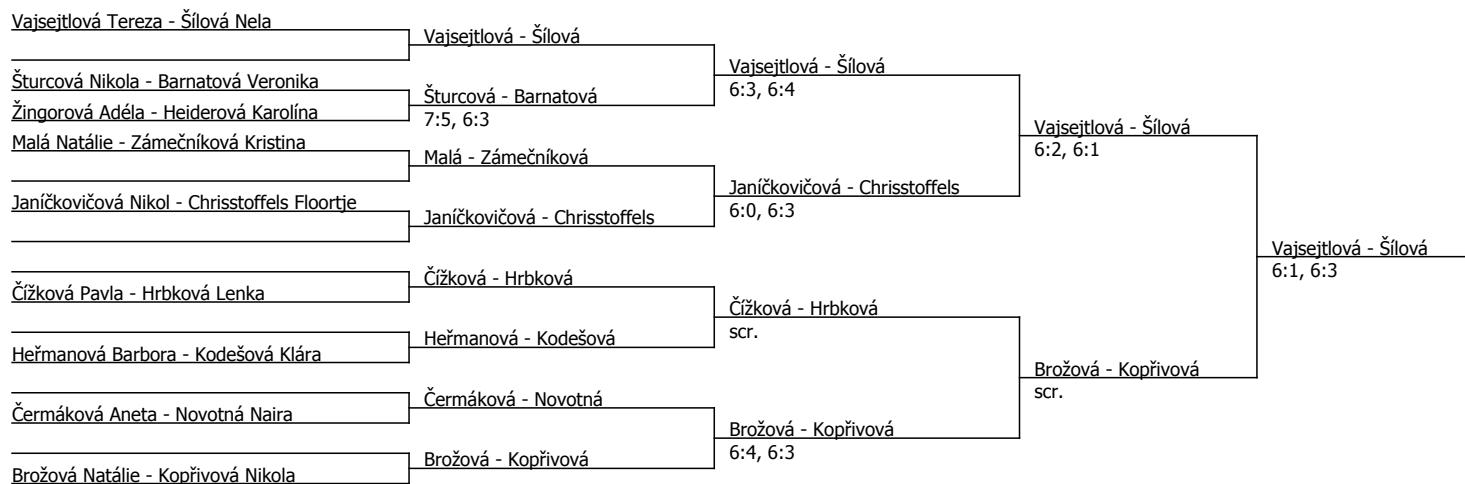 Vajsejtlová Tereza - Šílová Nela
Šturcová Nikola - Barnatová Veronika
Žingorová Adéla - Heiderová Karolína
Malá Natálie - Zámečníková Kristina
Janíčkovičová Nikol - Chrisstoffels Floortje
Čížková Pavla - Hrbková Lenka
Heřmanová Barbora - Kodešová Klára
Čermáková Aneta - Novotná Naira
Brožová Natálie - Kopřivová Nikola
Vajsejtlová - Šílová
Šturcová - Barnatová
7:5, 6:3
Malá - Zámečníková
Janíčkovičová - Chrisstoffels
Čížková - Hrbková
Heřmanová - Kodešová
Čermáková - Novotná
Brožová - Kopřivová
Vajsejtlová - Šílová
6:3, 6:4
Janíčkovičová - Chrisstoffels
6:0, 6:3
Čížková - Hrbková
scr.
Brožová - Kopřivová
6:4, 6:3
Vajsejtlová - Šílová
6:2, 6:1
Brožová - Kopřivová
scr.
Vajsejtlová - Šílová
6:1, 6:3